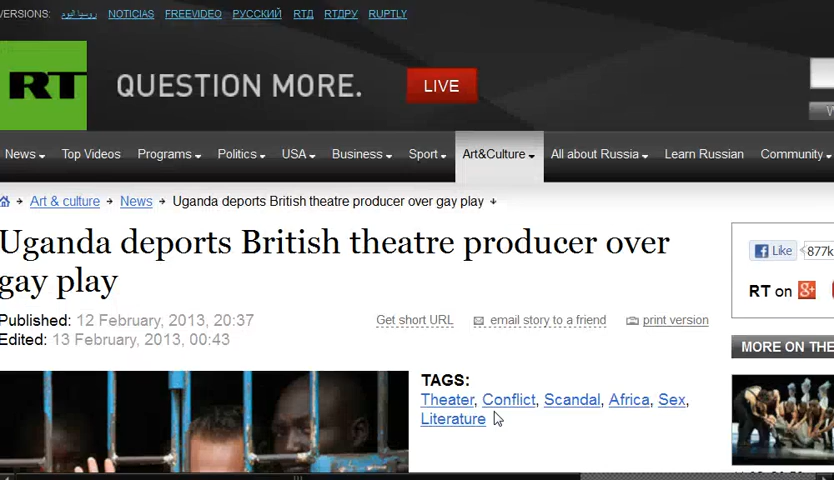 VERSIONS: روسيا اليوم NOTICIAS FREEVIDEO РУССКИЙ RTД RTДРУ RUPTLY
RT QUESTION MORE. LIVE
News Top Videos Programs Politics USA Business Sport Art&Culture All about Russia Learn Russian Community
Art & culture News Uganda deports British theatre producer over gay play
Uganda deports British theatre producer over
gay play
Published: 12 February, 2013, 20:37
Edited: 13 February, 2013, 00:43
Get short URL email story to a friend print version
Like 877k
RT on
MORE ON THE
TAGS:
Theater, Conflict, Scandal, Africa, Sex,
Literature